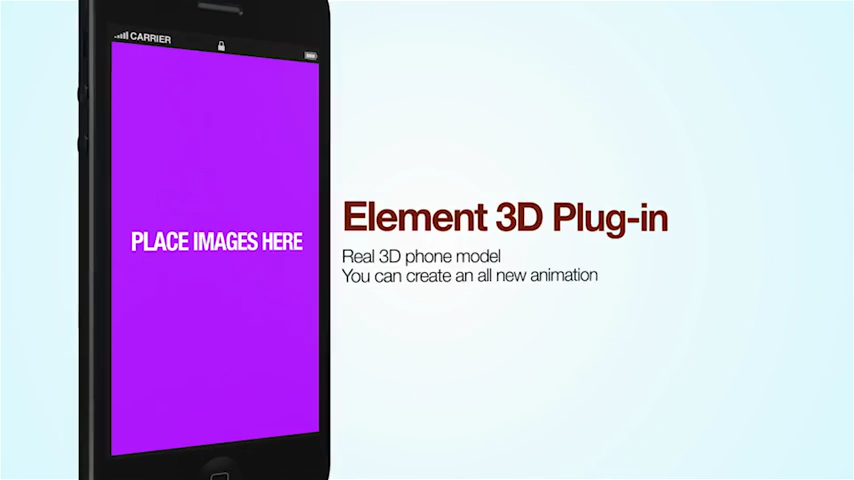 CARRIER
PLACE IMAGES HERE
Element 3D Plug-in
Real 3D phone model
You can create an all new animation